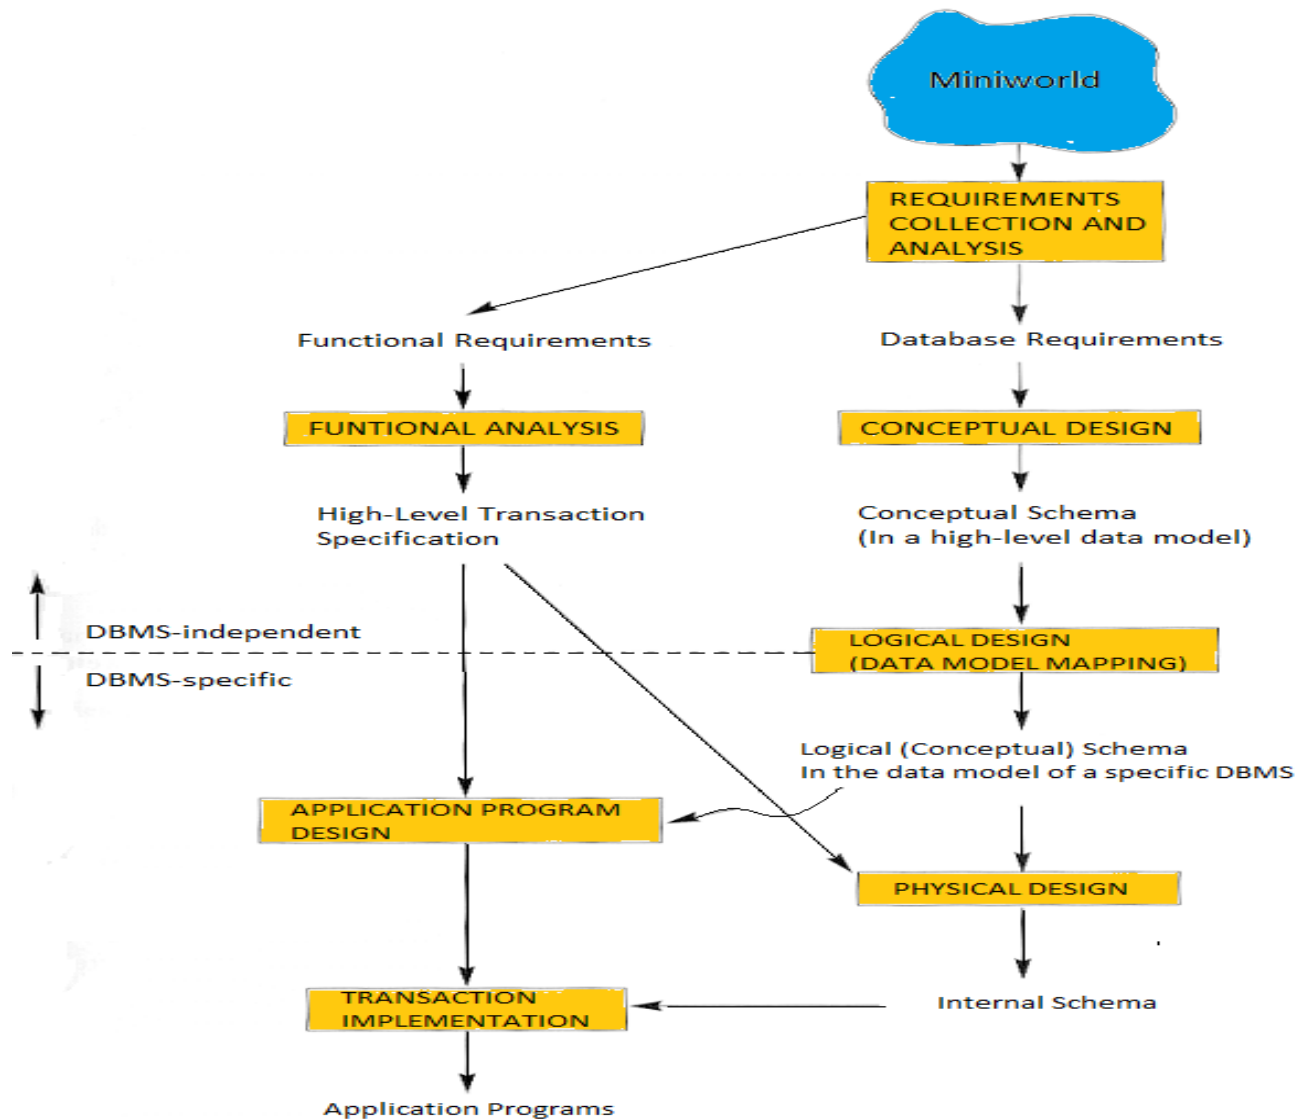 Miniworld
REQUIREMENTS
COLLECTION AND
ANALYSIS
Functional Requirements
Database Requirements
FUNTIONAL ANALYSIS
CONCEPTUAL DESIGN
High-Level Transaction
Specification
Conceptual Schema
(In a high-level data model)
DBMS-independent
DBMS-specific
LOGICAL DESIGN
(DATA MODEL MAPPING)
Logical (Conceptual) Schema
In the data model of a specific DBMS
APPLICATION PROGRAM
DESIGN
PHYSICAL DESIGN
TRANSACTION
IMPLEMENTATION
Internal Schema
Application Programs